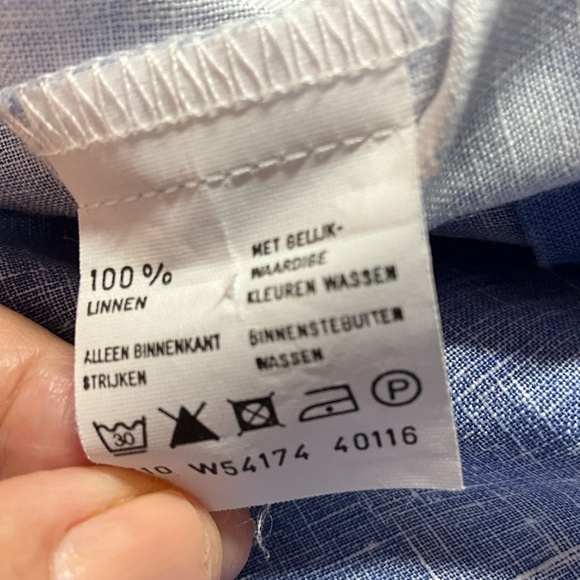 100 %
LINNEN
ALLEEN BINNENKANT
STRIJKEN
MET GELIJK-
WAARDIGE
KLEUREN WASSEN
BINNENSTEBUITEN
WASSEN
30
P
W54174 40116